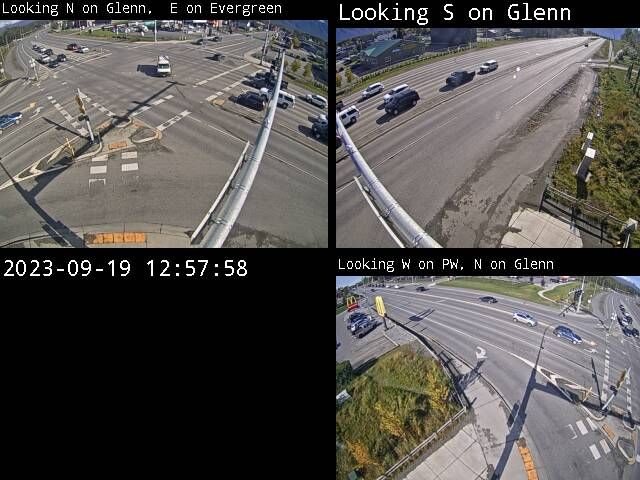 Looking N on Glenn, E on Evergreen
Looking S on Glenn
2023-09-19 12:57:58
Looking W on PW, N on Glenn